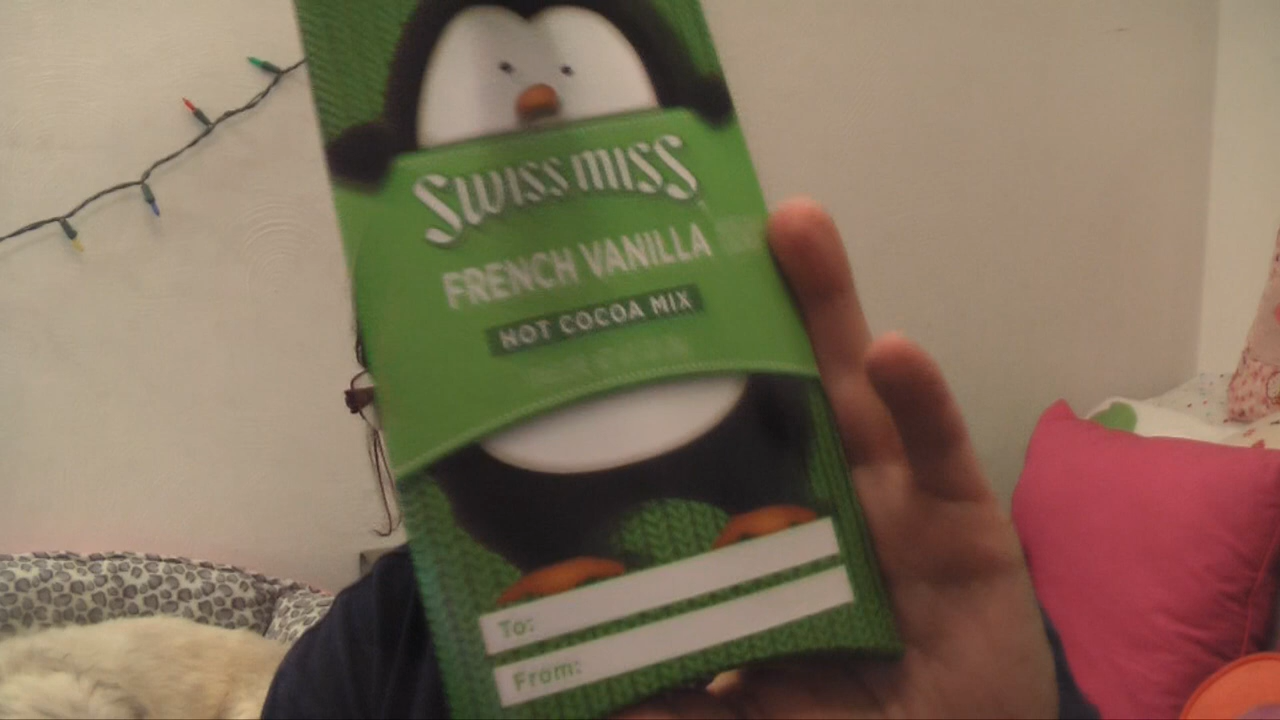 Swiss miss
FRENCH VANILLA
HOT COCOA MIX
To:
From: